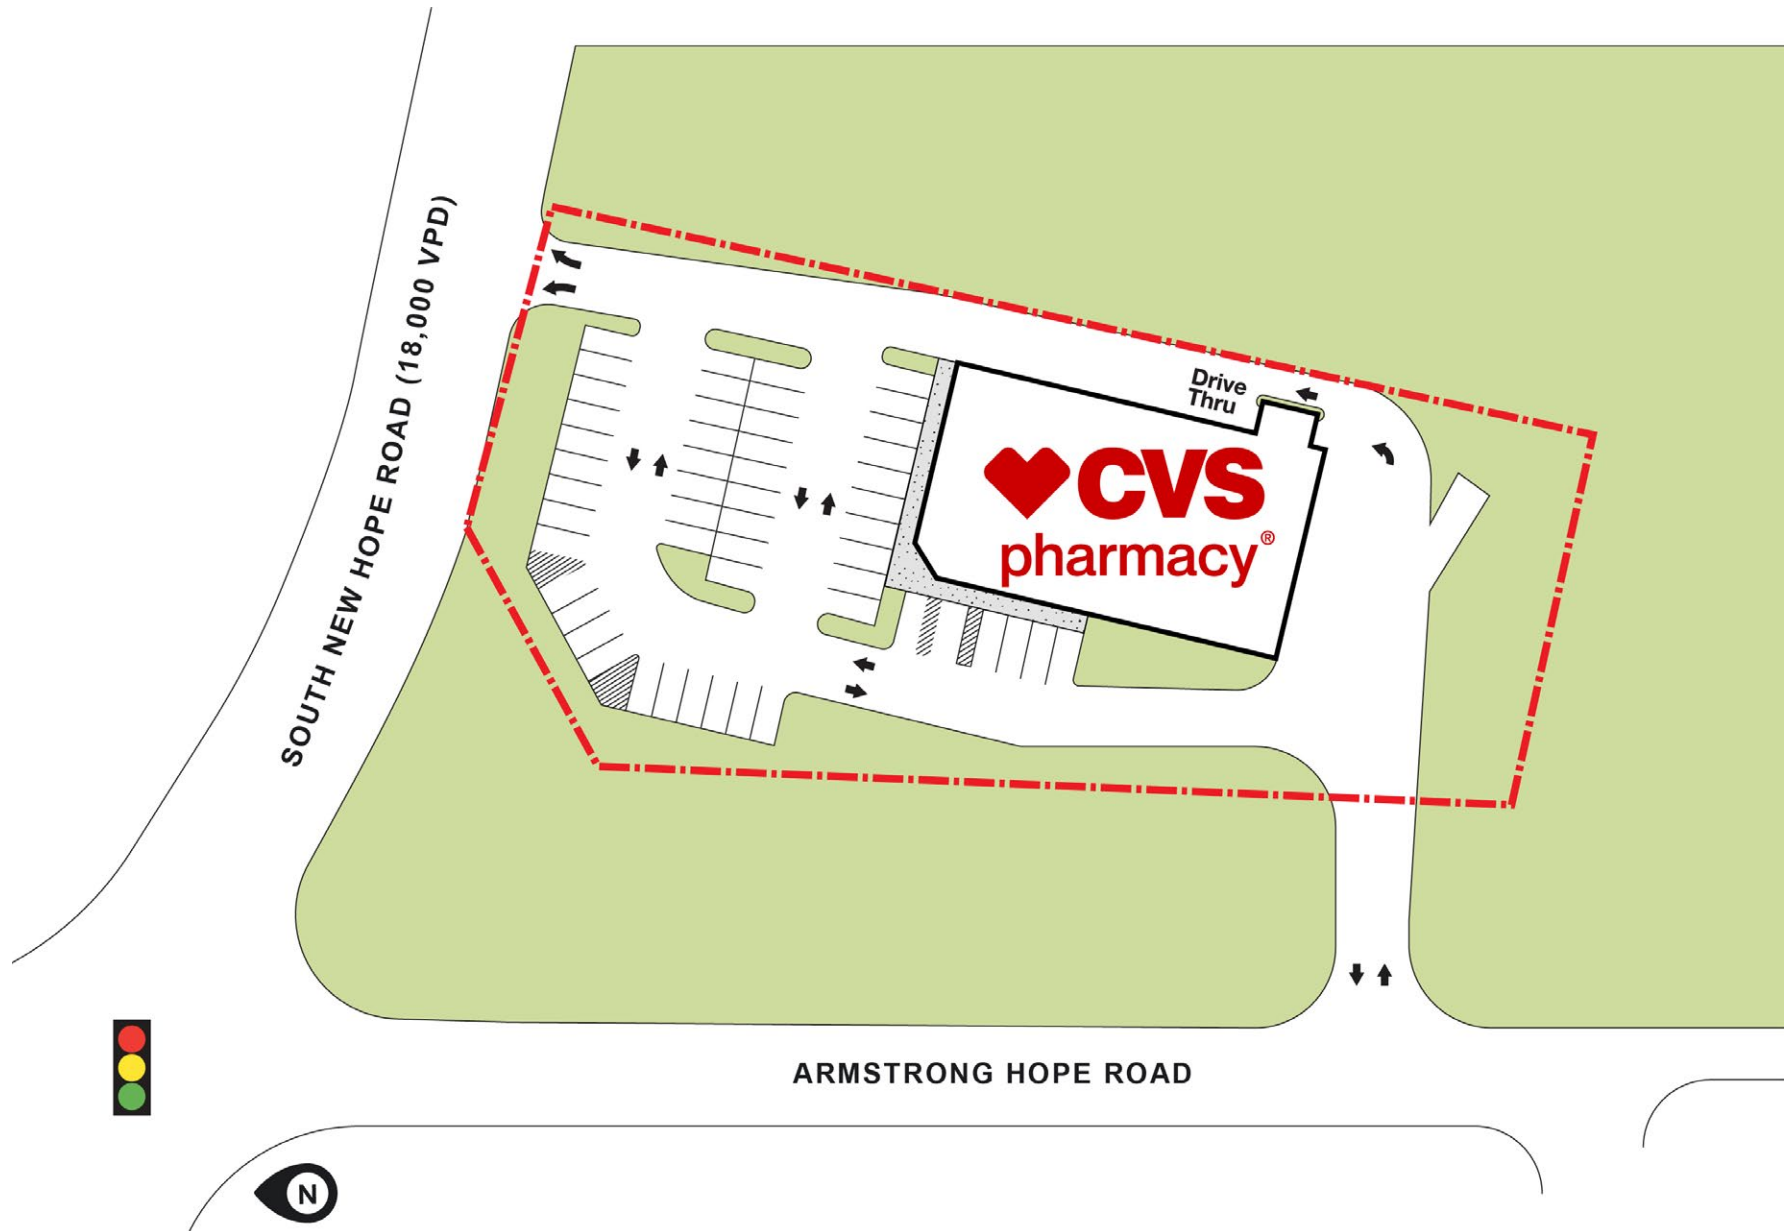 SOUTH NEW HOPE ROAD (18,000 VPD)
Drive
Thru
CVS
pharmacy®
ARMSTRONG HOPE ROAD
N